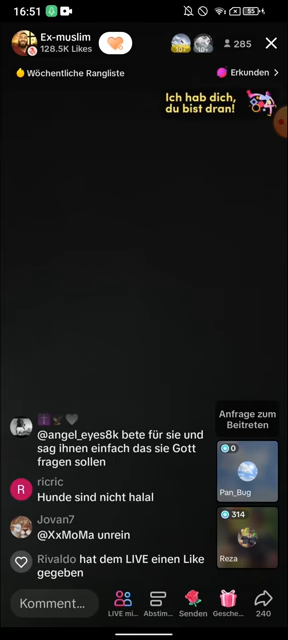 16:51
55
Ex-muslim
128.5K Likes
285
Wöchentliche Rangliste
Erkunden >
Ich hab dich,
du bist dran!
@angel_eyes8k bete für sie und
sag ihnen einfach das sie Gott
fragen sollen
ricric
R
Hunde sind nicht halal
Jovan7
@XxMoMa unrein
Rivaldo hat dem LIVE einen Like
gegeben
Anfrage zum
Beitreten
0
Pan_Bug
314
Reza
Komment...
LIVE mi...
Abstim...
Senden
Gesche...
240